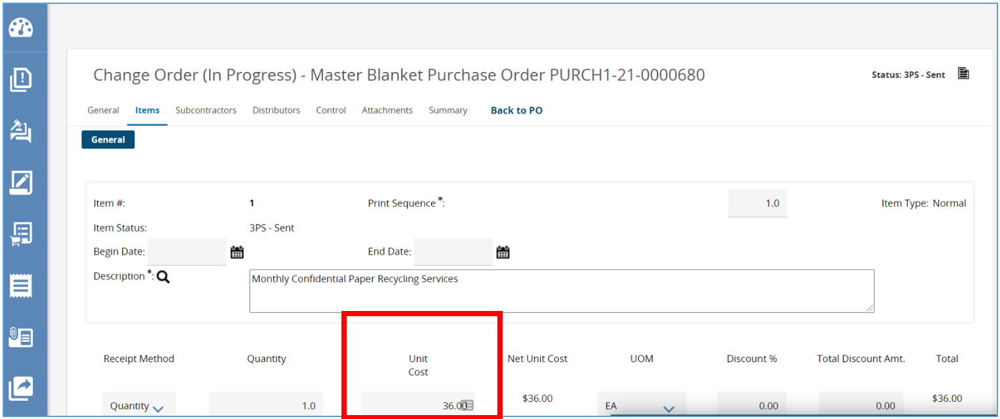 Change Order (In Progress) - Master Blanket Purchase Order PURCH1-21-0000680
Status: 3PS - Sent
General Items Subcontractors Distributors Control Attachments Summary Back to PO
General
Item #: 1 Print Sequence*: 1.0 Item Type: Normal
Item Status: 3PS - Sent
Begin Date: End Date:
Description*: Monthly Confidential Paper Recycling Services
Receipt Method Quantity Unit Cost Net Unit Cost UOM Discount % Total Discount Amt. Total
Quantity 1.0 36.00 $36.00 EA 0.00 0.00 $36.00